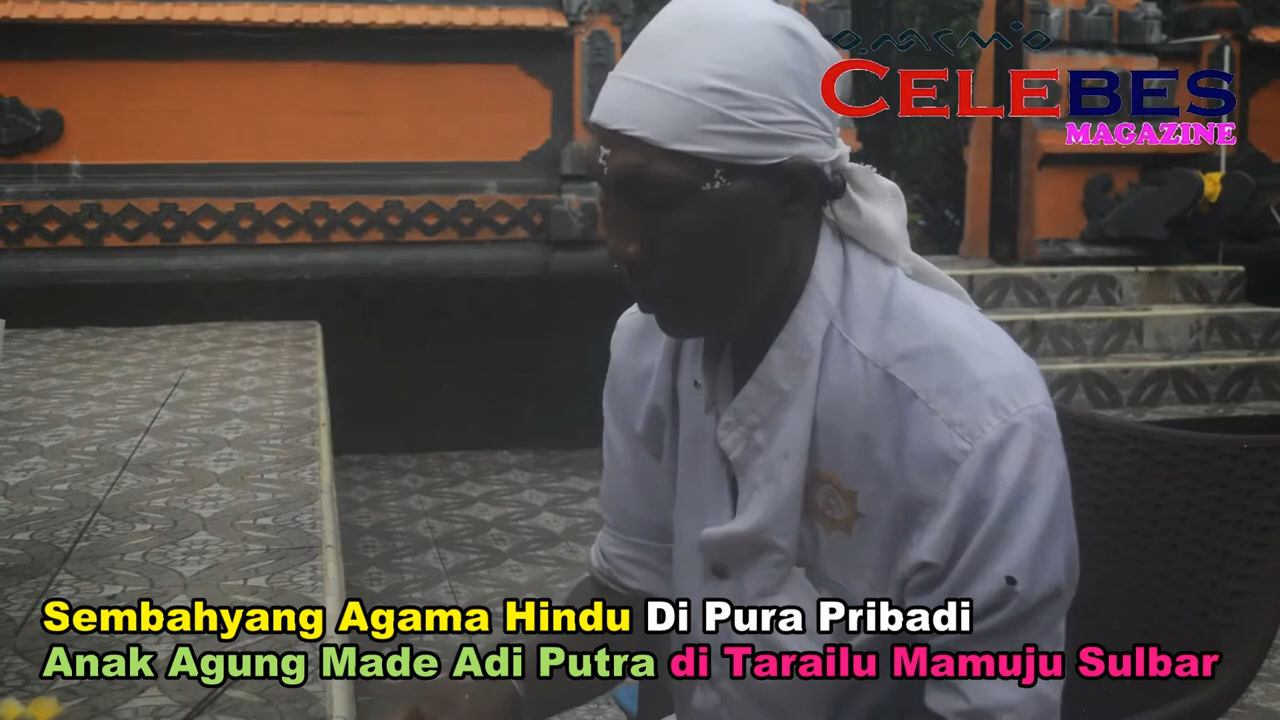 CELEBES
MAGAZINE
Sembahyang Agama Hindu Di Pura Pribadi
Anak Agung Made Adi Putra di Tarailu Mamuju Sulbar